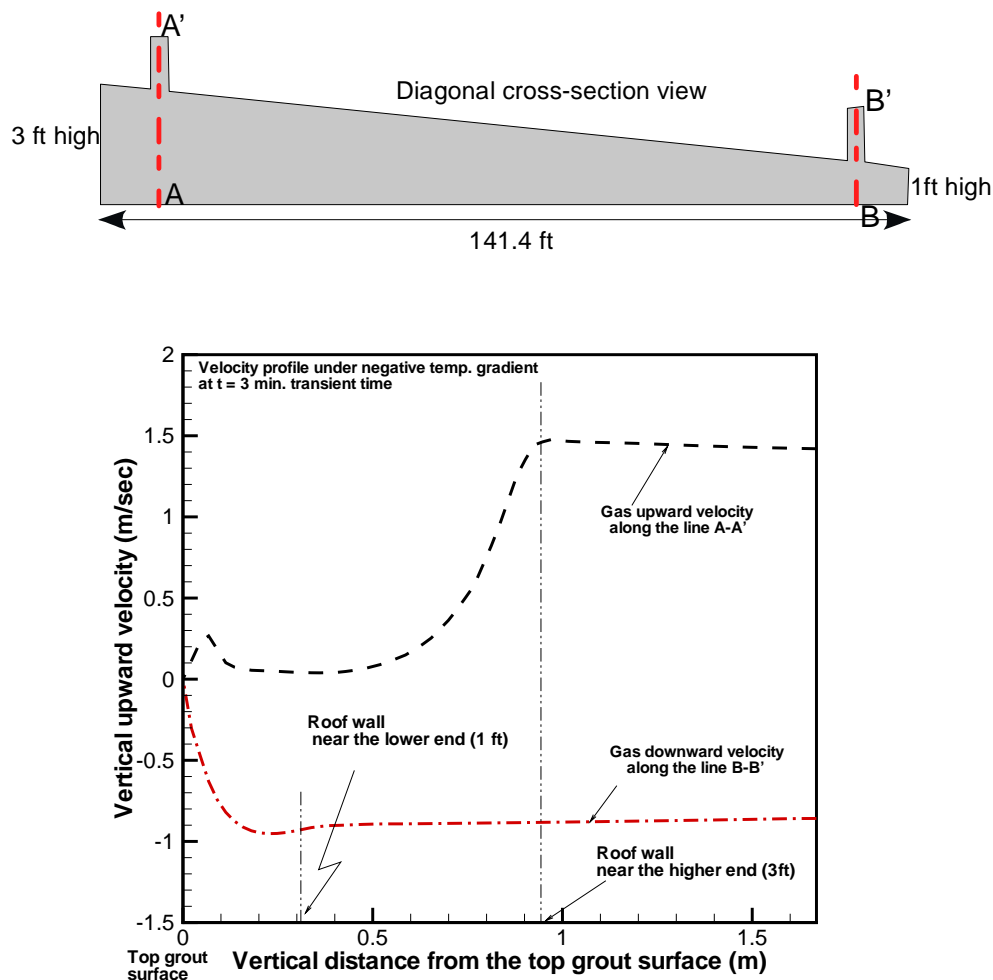 A'
Diagonal cross-section view
B'
3 ft high
A
1ft high
B
141.4 ft
2
1.5
1
0.5
0
-0.5
-1
-1.5
Vertical upward velocity (m/sec)
Velocity profile under negative temp. gradient
at t = 3 min. transient time
Gas upward velocity
along the line A-A'
Roof wall
near the lower end (1 ft)
Gas downward velocity
along the line B-B'
Roof wall
near the higher end (3ft)
0
0.5
1
1.5
Top grout
surface
Vertical distance from the top grout surface (m)